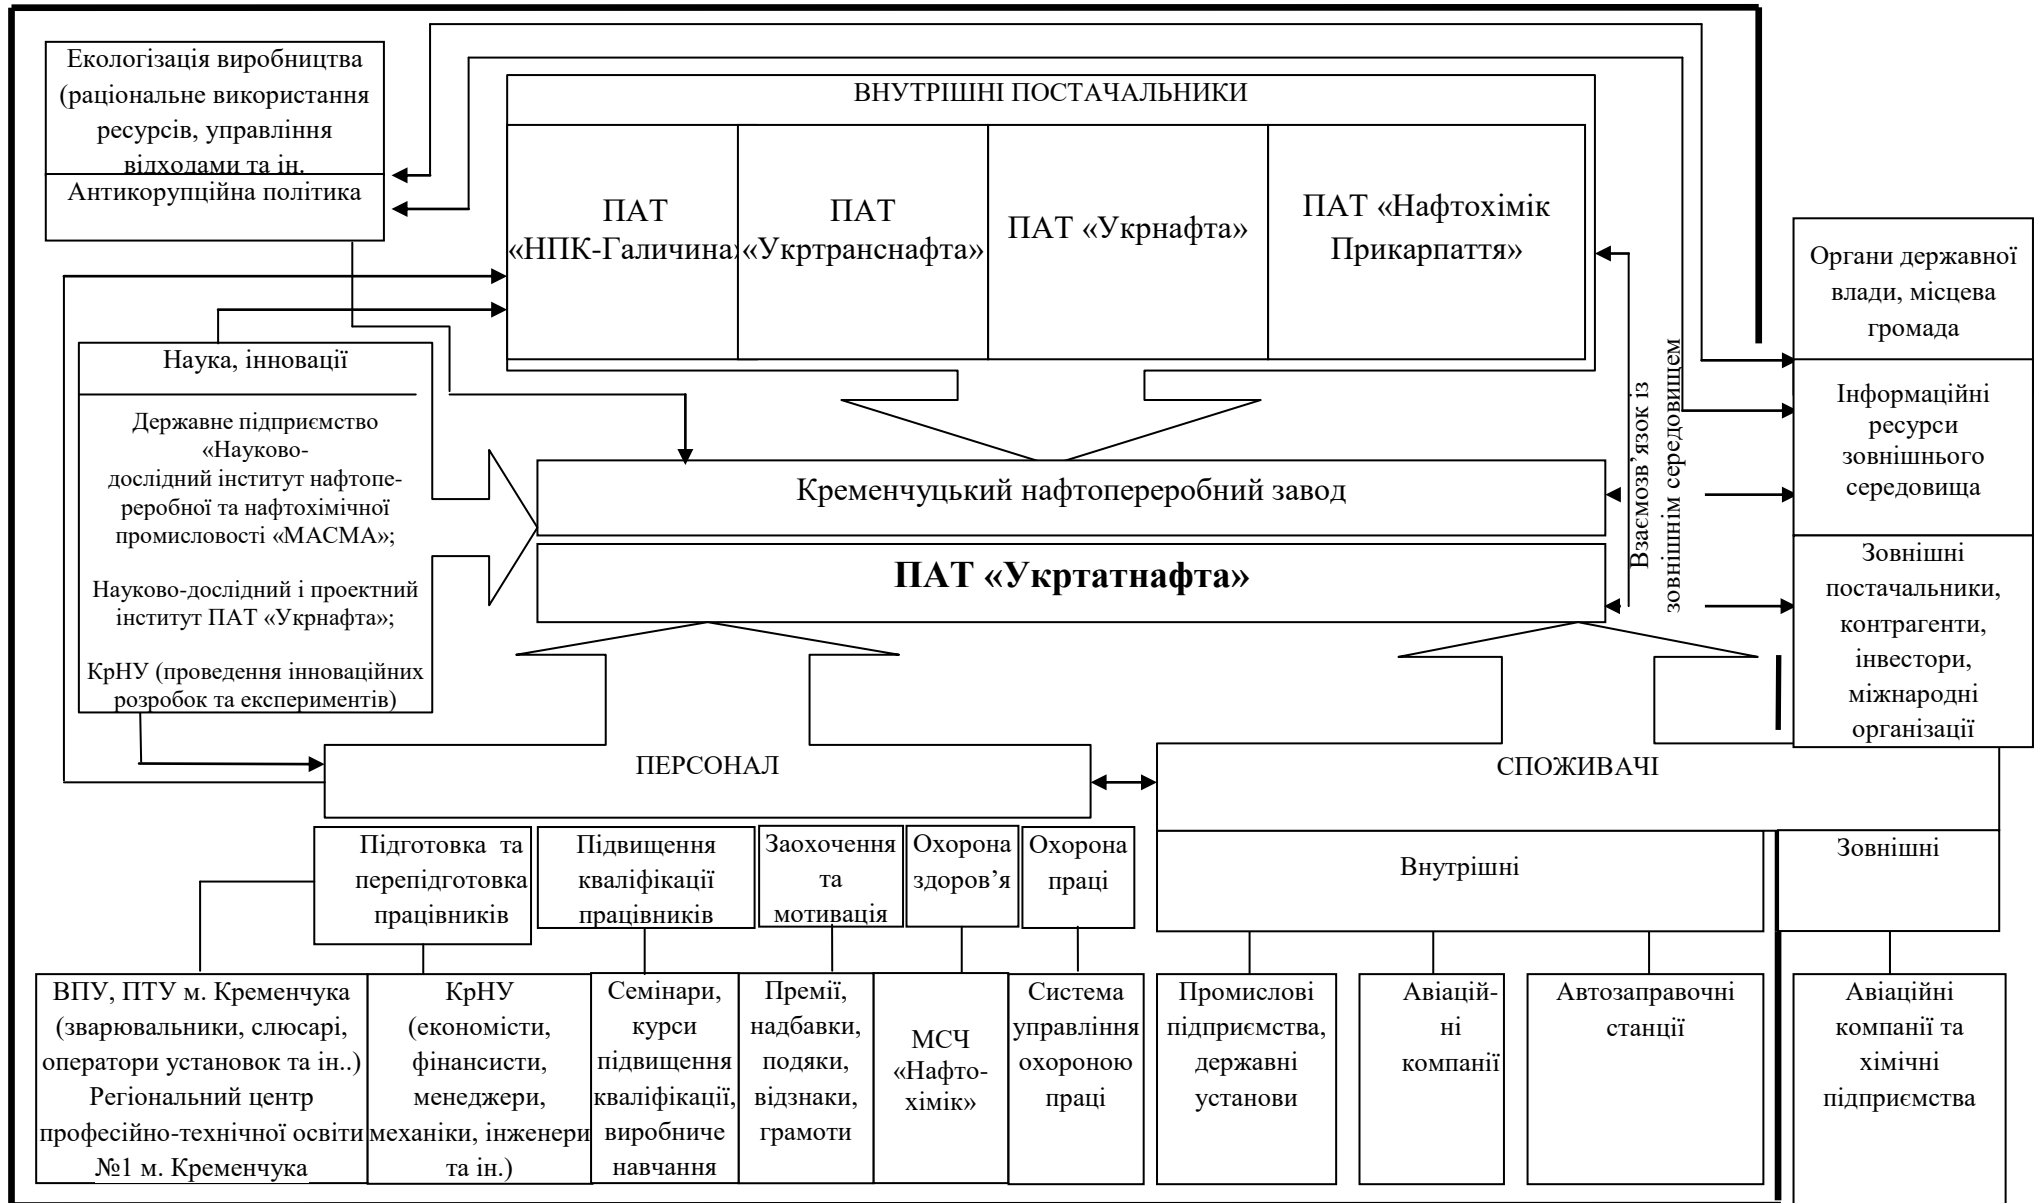 Екологізація виробництва
(раціональне використання
ресурсів, управління
відходами та ін.
Антикорупційна політика
ВНУТРІШНІ ПОСТАЧАЛЬНИКИ
ПАТ
«НПК-Галичина»
ПАТ
«Укртранснафта»
ПАТ «Укрнафта»
ПАТ «Нафтохімік
Прикарпаття»
Органи державної
влади, місцева
громада
Інформаційні
ресурси
зовнішнього
середовища
Зовнішні
постачальники,
контрагенти,
інвестори,
міжнародні
організації
Взаємозв’язок із
зовнішнім середовищем
Наука, інновації
Державне підприємство
«Науково-
дослідний інститут нафтопе-
реробної та нафтохімічної
промисловості «МАСМА»;
Науково-дослідний і проектний
інститут ПАТ «Укрнафта»;
КрНУ (проведення інноваційних
розробок та експериментів)
Кременчуцький нафтопереробний завод
ПАТ «Укртатнафта»
ПЕРСОНАЛ
СПОЖИВАЧІ
Підготовка та
перепідготовка
працівників
Підвищення
кваліфікації
працівників
Заохочення
та
мотивація
Охорона
здоров’я
Охорона
праці
Внутрішні
Зовнішні
ВПУ, ПТУ м. Кременчука
(зварювальники, слюсарі,
оператори установок та ін..)
Регіональний центр
професійно-технічної освіти
№1 м. Кременчука
КрНУ
(економісти,
фінансисти,
менеджери,
механіки, інженери
та ін.)
Семінари,
курси
підвищення
кваліфікації,
виробниче
навчання
Премії,
надбавки,
подяки,
відзнаки,
грамоти
МСЧ
«Нафто-
хімік»
Система
управління
охороною
праці
Промислові
підприємства,
державні
установи
Авіацій-
ні
компанії
Автозаправочні
станції
Авіаційні
компанії та
хімічні
підприємства